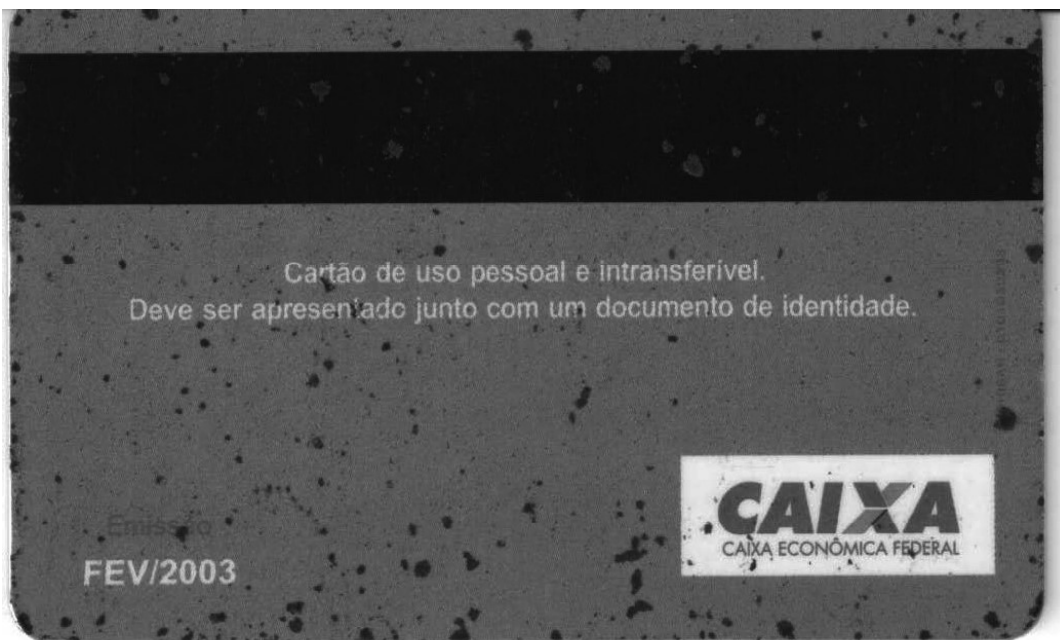 Cartão de uso pessoal e intransferível.
Deve ser apresentado junto com um documento de identidade.
Emissão
FEV/2003
CAIXA
CAIXA ECONÔMICA FEDERAL